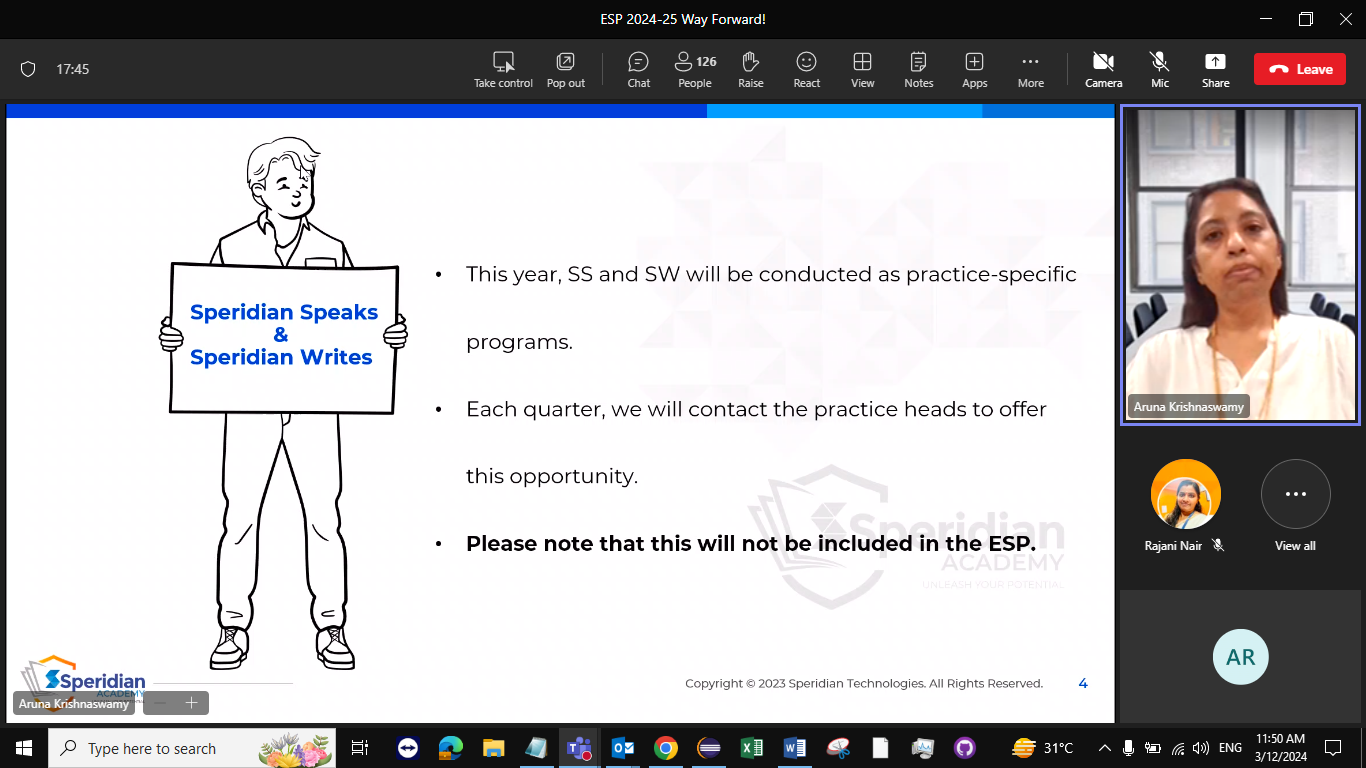 ESP 2024-25 Way Forward!
17:45
Take control
Pop out
Chat
126
People
Raise
React
View
Notes
Apps
More
Camera
Mic
Share
Leave
Speridian Speaks
&
Speridian Writes
• This year, SS and SW will be conducted as practice-specific
programs.
• Each quarter, we will contact the practice heads to offer
this opportunity.
• Please note that this will not be included in the ESP.
Speridian
ACADEMY
UNLEASH YOUR POTENTIAL
Speridian
ACADEMY
Aruna Krishnaswamy
Copyright © 2023 Speridian Technologies. All Rights Reserved.
4
Aruna Krishnaswamy
Rajani Nair
View all
AR
Type here to search
31°C
ENG
11:50 AM
3/12/2024